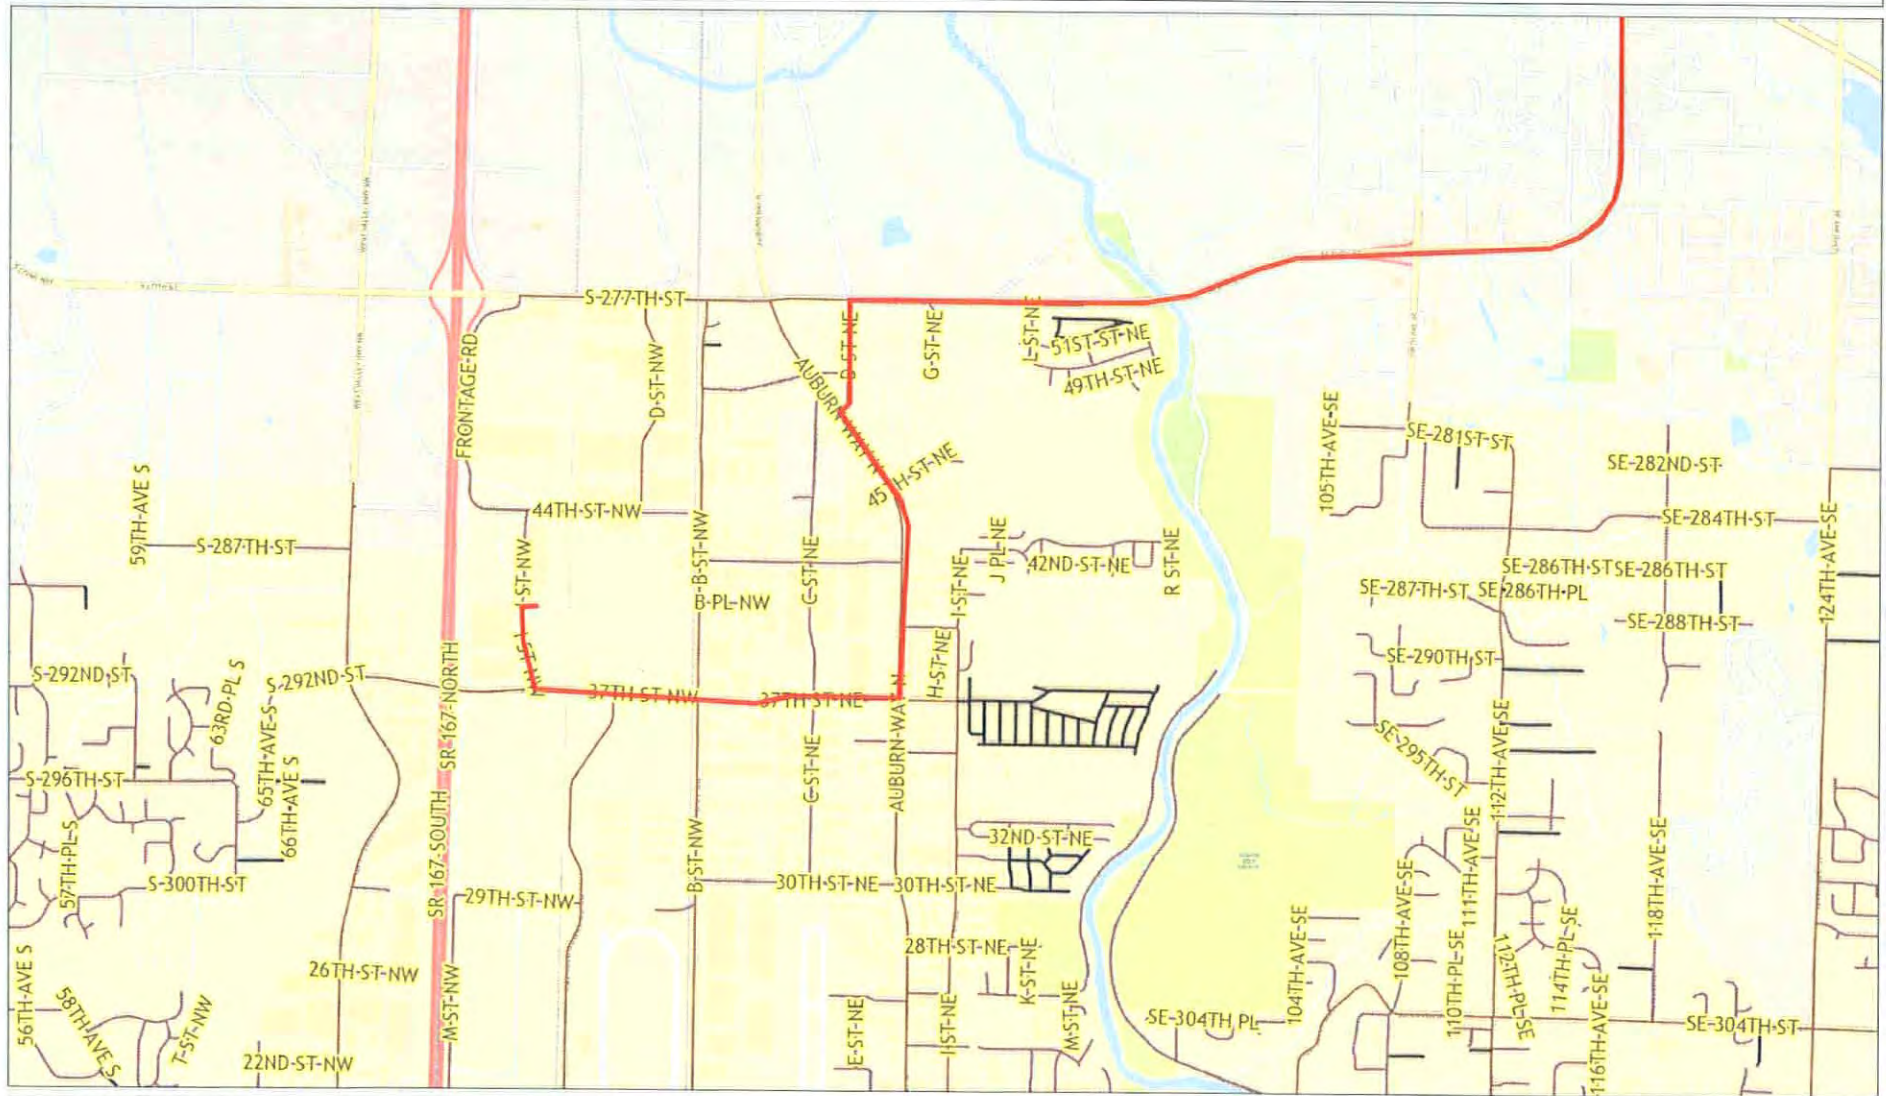 S-277TH-ST
FRONTAGE-RD
D-ST-NW
AUBURN-WAY-N
D-ST-NE
G-ST-NE
L-ST-NE
51ST-ST-NE
49TH-ST-NE
45TH-ST-NE
105TH-AVE-SE
SE-281ST-ST
SE-282ND-ST
SE-284TH-ST
59TH-AVE S
S-287TH-ST
44TH-ST-NW
I-ST-NW
B-ST-NW
C-ST-NE
I-ST-NE
J PL-NE
42ND-ST-NE
R ST-NE
SE-286TH-ST
SE-286TH-ST
SE-287TH-ST
SE-286TH-PL
124TH-AVE-SE
B-PL-NW
SE-288TH-ST
I-ST-NW
H-ST-NE
SE-290TH-ST
S-292ND-ST
63RD-PL S
S-292ND-ST
SR-167-NORTH
37TH-ST-NW
37TH-ST-NE
AUBURN-WAY-N
65TH-AVE-S
66TH-AVE S
S-296TH-ST
C-ST-NE
SE-295TH-ST
112TH-AVE-SE
57TH-PL-S
SR-167-SOUTH
B-ST-NW
32ND-ST-NE
111TH-AVE-SE
118TH-AVE-SE
S-300TH-ST
29TH-ST-NW
30TH-ST-NE
30TH-ST-NE
108TH-AVE-SE
28TH-ST-NE
K-ST-NE
104TH-AVE-SE
110TH-PL-SE
112TH-PL-SE
114TH-PL-SE
56TH-AVE S
58TH-AVE S
T-ST-NW
26TH-ST-NW
M-ST-NW
22ND-ST-NW
E-ST-NE
I-ST-NE
M-ST-NE
SE-304TH PL
116TH-AVE-SE
SE-304TH-ST